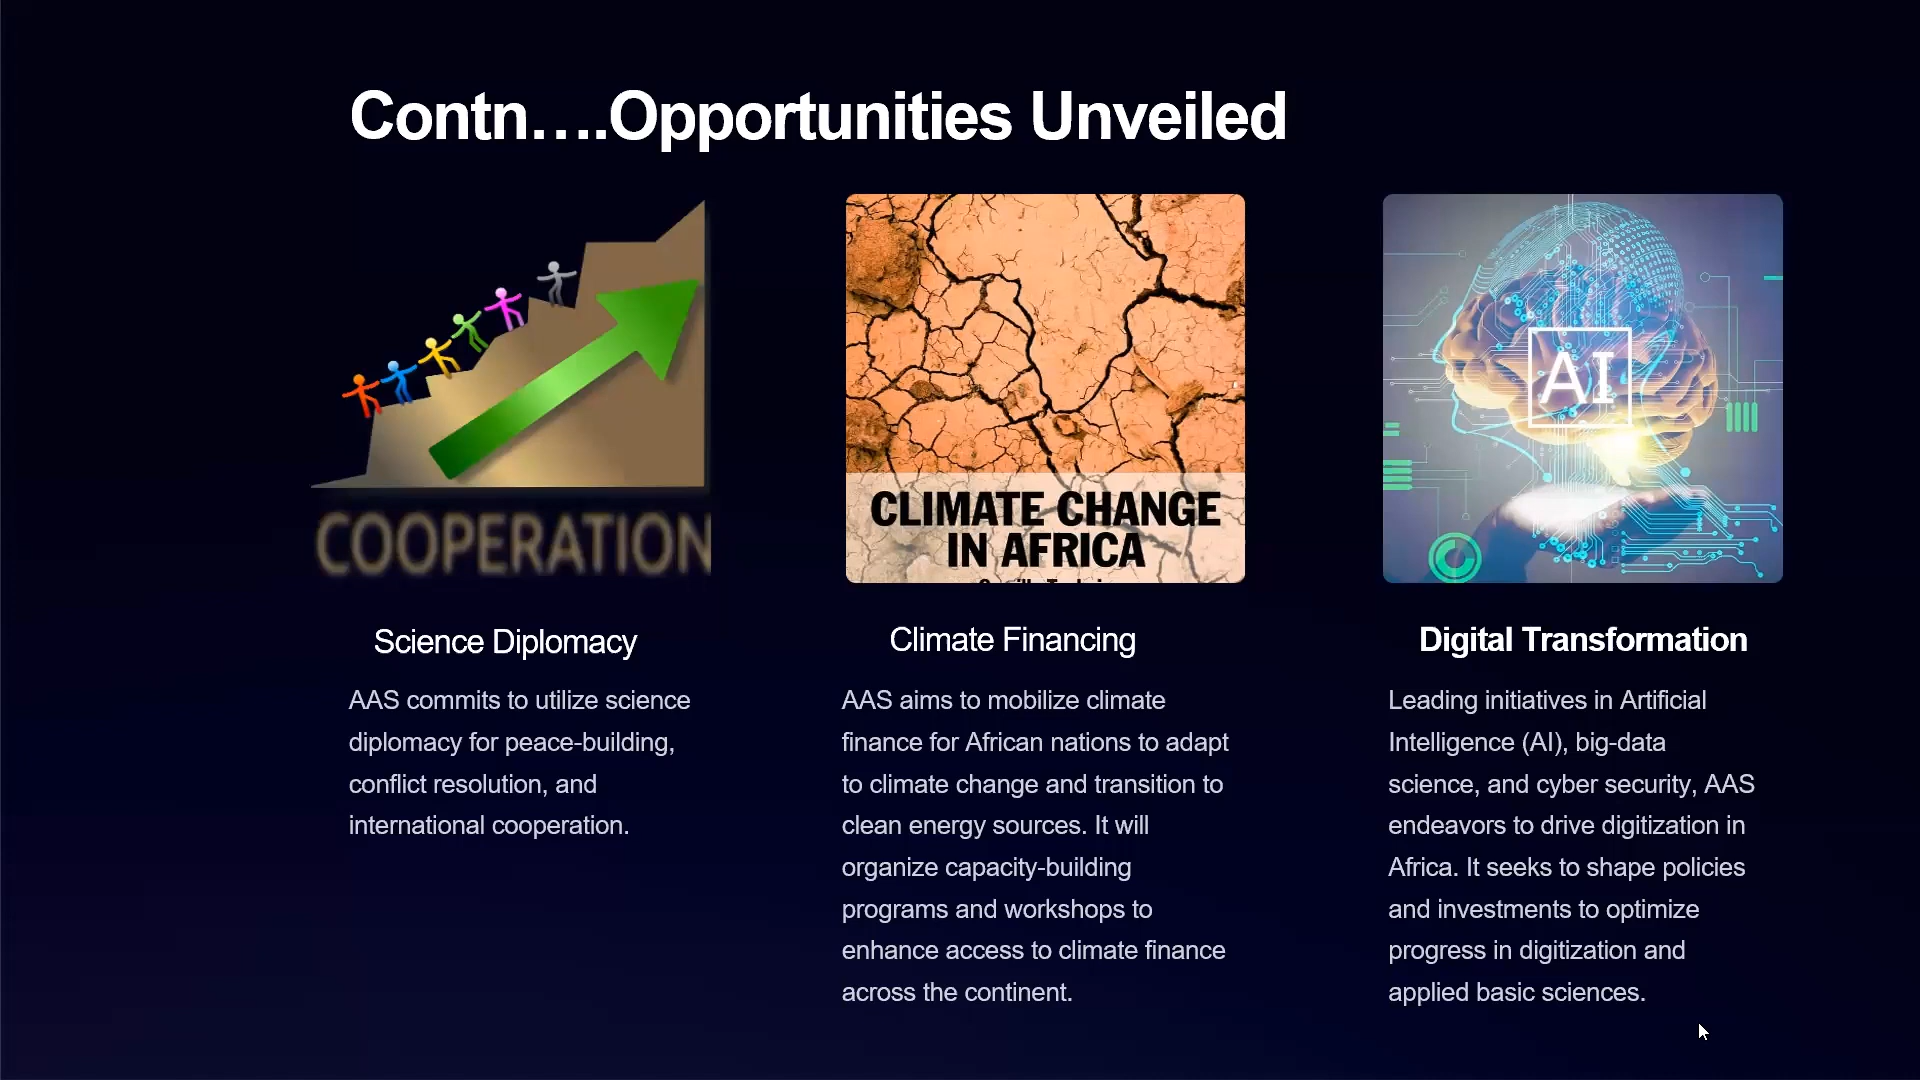 Contn….Opportunities Unveiled
COOPERATION
CLIMATE CHANGE
IN AFRICA
AI
Science Diplomacy
AAS commits to utilize science
diplomacy for peace-building,
conflict resolution, and
international cooperation.
Climate Financing
AAS aims to mobilize climate
finance for African nations to adapt
to climate change and transition to
clean energy sources. It will
organize capacity-building
programs and workshops to
enhance access to climate finance
across the continent.
Digital Transformation
Leading initiatives in Artificial
Intelligence (AI), big-data
science, and cyber security, AAS
endeavors to drive digitization in
Africa. It seeks to shape policies
and investments to optimize
progress in digitization and
applied basic sciences.